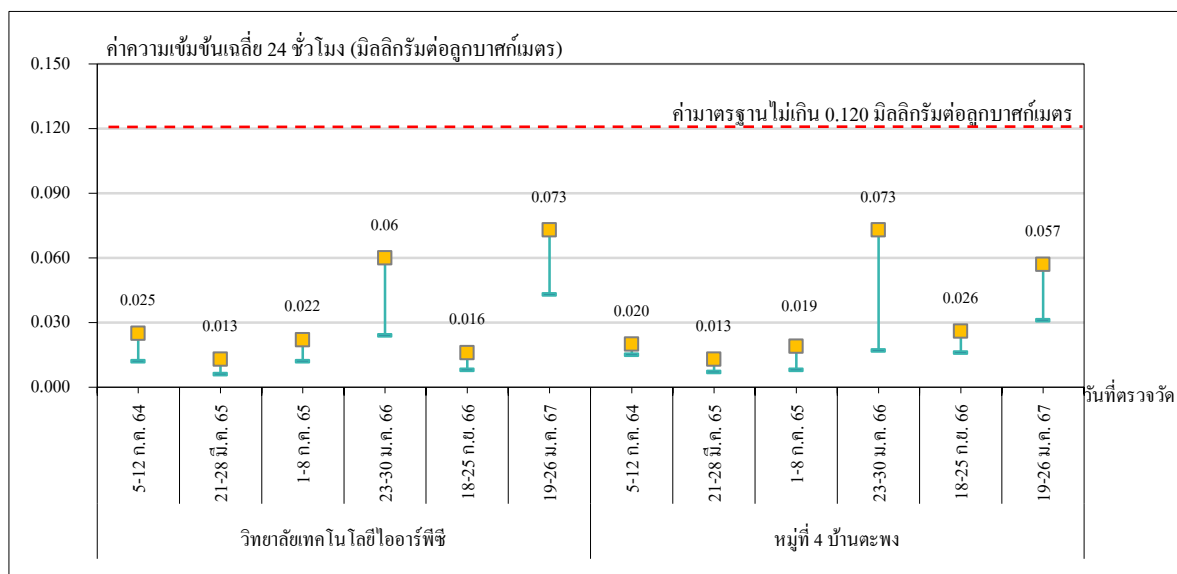 ค่าความเข้มข้นเฉลี่ย 24 ชั่วโมง (มิลลิกรัมต่อลูกบาศก์เมตร)
0.150
ค่ามาตรฐานไม่เกิน 0.120 มิลลิกรัมต่อลูกบาศก์เมตร
0.120
0.090
0.060
0.030
0.000
0.025
0.013
0.022
0.06
0.016
0.073
0.020
0.013
0.019
0.073
0.026
0.057
วันที่ตรวจวัด
5-12 ก.ค. 64
21-28 มี.ค. 65
1-8 ก.ค. 65
23-30 ม.ค. 66
18-25 ก.ย. 66
19-26 ม.ค. 67
5-12 ก.ค. 64
21-28 มี.ค. 65
1-8 ก.ค. 65
23-30 ม.ค. 66
18-25 ก.ย. 66
19-26 ม.ค. 67
วิทยาลัยเทคโนโลยีไออาร์พีซี
หมู่ที่ 4 บ้านตะพง